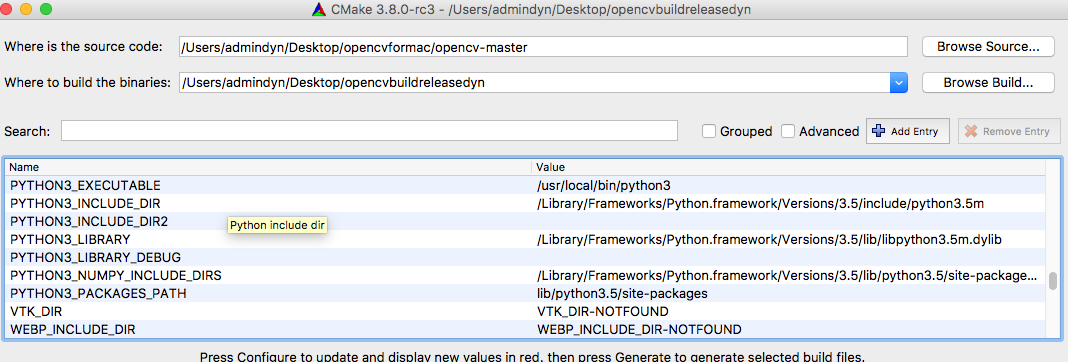 CMake 3.8.0-rc3 - /Users/admindyn/Desktop/opencvbuildreleasedyn
Where is the source code: /Users/admindyn/Desktop/opencvformac/opencv-master Browse Source...
Where to build the binaries: /Users/admindyn/Desktop/opencvbuildreleasedyn Browse Build...
Search: Grouped Advanced Add Entry Remove Entry
Name Value
PYTHON3_EXECUTABLE /usr/local/bin/python3
PYTHON3_INCLUDE_DIR /Library/Frameworks/Python.framework/Versions/3.5/include/python3.5m
PYTHON3_INCLUDE_DIR2 Python include dir
PYTHON3_LIBRARY /Library/Frameworks/Python.framework/Versions/3.5/lib/libpython3.5m.dylib
PYTHON3_LIBRARY_DEBUG
PYTHON3_NUMPY_INCLUDE_DIRS /Library/Frameworks/Python.framework/Versions/3.5/lib/python3.5/site-package...
PYTHON3_PACKAGES_PATH lib/python3.5/site-packages
VTK_DIR VTK_DIR-NOTFOUND
WEBP_INCLUDE_DIR WEBP_INCLUDE_DIR-NOTFOUND
Press Configure to update and display new values in red, then press Generate to generate selected build files.